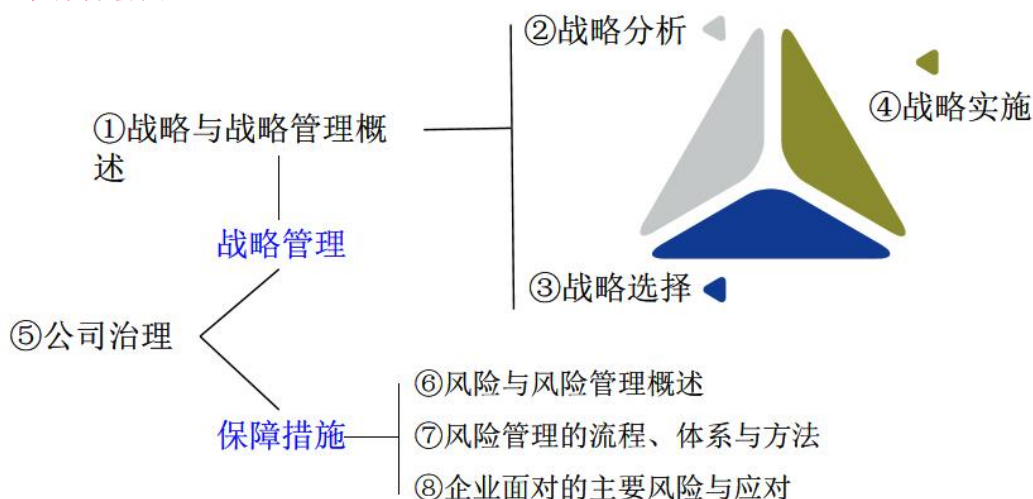 ②战略分析
④战略实施
①战略与战略管理概
述
战略管理
③战略选择
⑤公司治理
⑥风险与风险管理概述
保障措施
⑦风险管理的流程、体系与方法
⑧企业面对的主要风险与应对